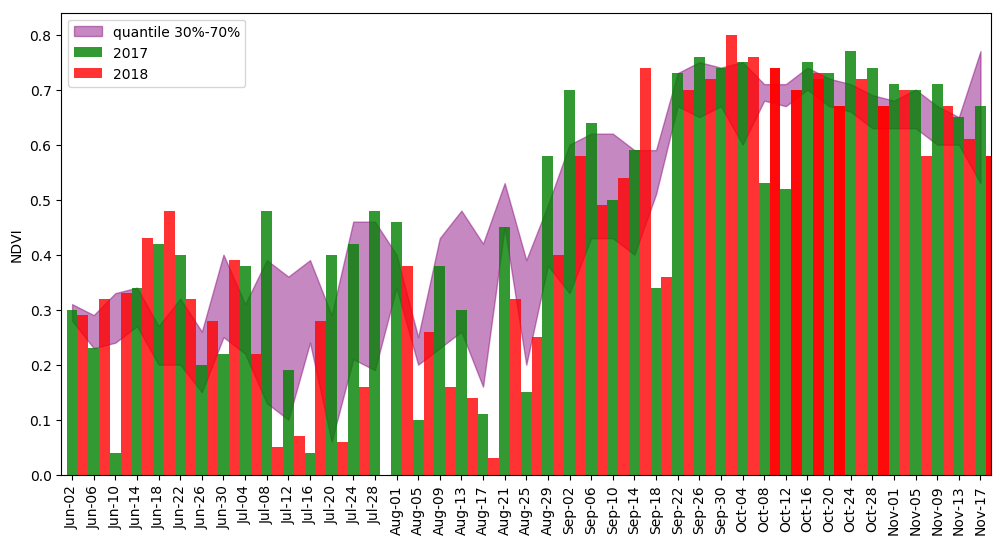 quantile 30%-70%
2017
2018
NDVI
0.8
0.7
0.6
0.5
0.4
0.3
0.2
0.1
0.0
Jun-02
Jun-06
Jun-10
Jun-14
Jun-18
Jun-22
Jun-26
Jun-30
Jul-04
Jul-08
Jul-12
Jul-16
Jul-20
Jul-24
Jul-28
Aug-01
Aug-05
Aug-09
Aug-13
Aug-17
Aug-21
Aug-25
Aug-29
Sep-02
Sep-06
Sep-10
Sep-14
Sep-18
Sep-22
Sep-26
Sep-30
Oct-04
Oct-08
Oct-12
Oct-16
Oct-20
Oct-24
Oct-28
Nov-01
Nov-05
Nov-09
Nov-13
Nov-17